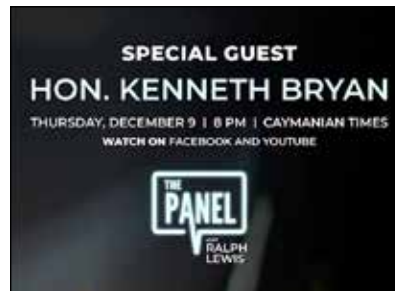 SPECIAL GUEST
HON. KENNETH BRYAN
THURSDAY, DECEMBER 9 | 8 PM | CAYMANIAN TIMES
WATCH ON FACEBOOK AND YOUTUBE
THE
PANEL
WITH
RALPH
LEWIS